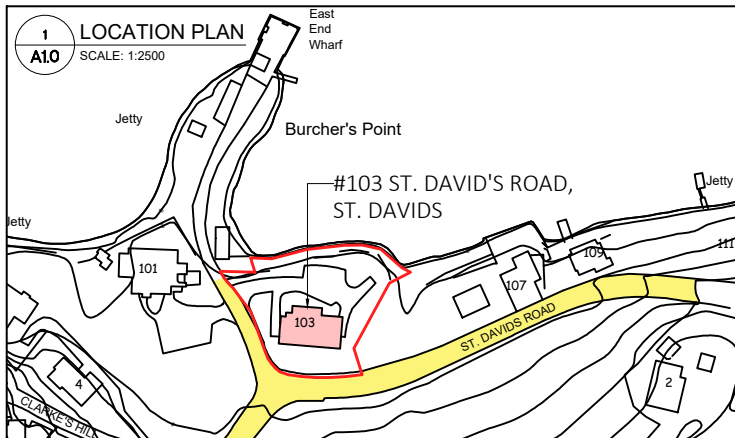 1
A1.0
LOCATION PLAN
SCALE: 1:2500
East
End
Wharf
Jetty
Burcher's Point
#103 ST. DAVID'S ROAD,
ST. DAVIDS
Jetty
Jetty
101
109
111
107
103
ST. DAVIDS ROAD
4
2
CLARKE'S HILL